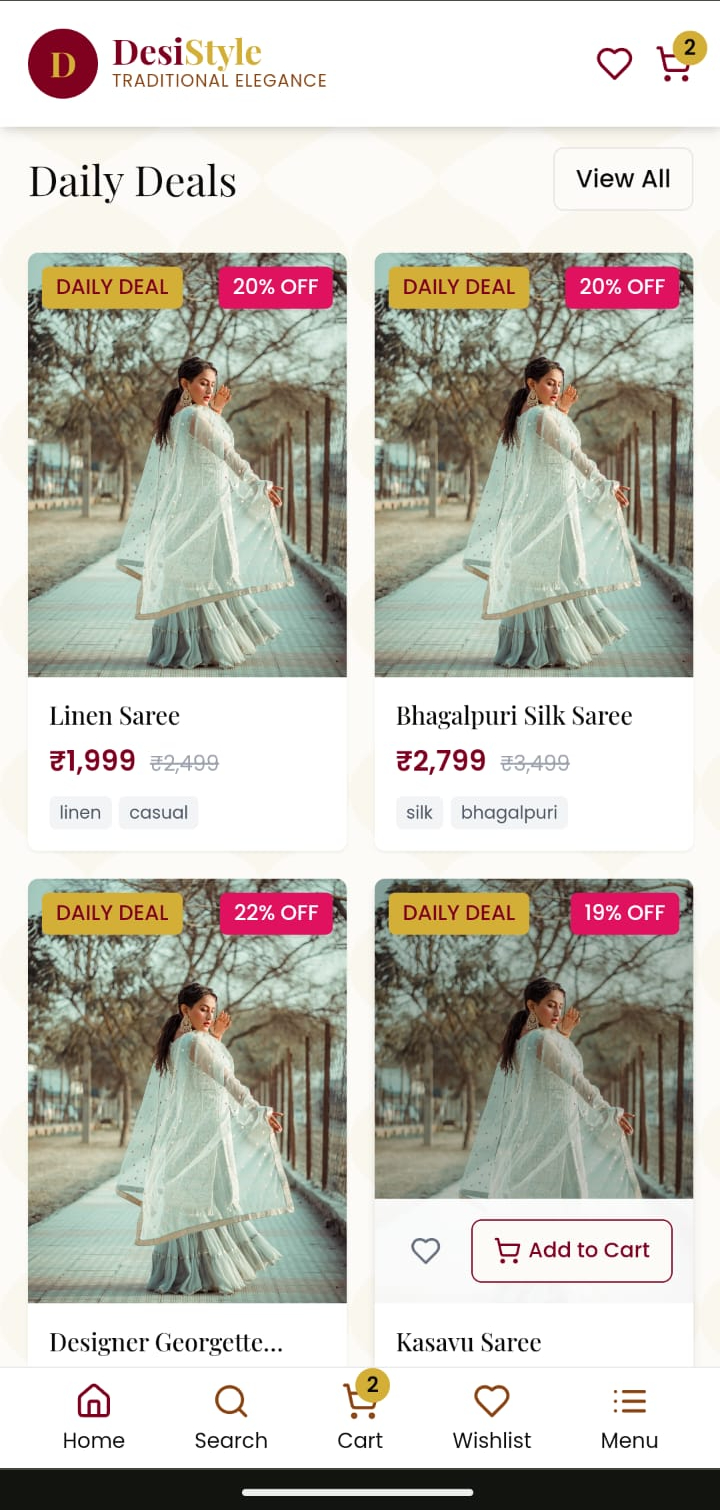 D
DesiStyle
TRADITIONAL ELEGANCE
2
Daily Deals
View All
DAILY DEAL 20% OFF
DAILY DEAL 20% OFF
Linen Saree
₹1,999 ₹2,499
linen casual
Bhagalpuri Silk Saree
₹2,799 ₹3,499
silk bhagalpuri
DAILY DEAL 22% OFF
DAILY DEAL 19% OFF
Add to Cart
Designer Georgette...
Kasavu Saree
2
Home Search Cart Wishlist Menu